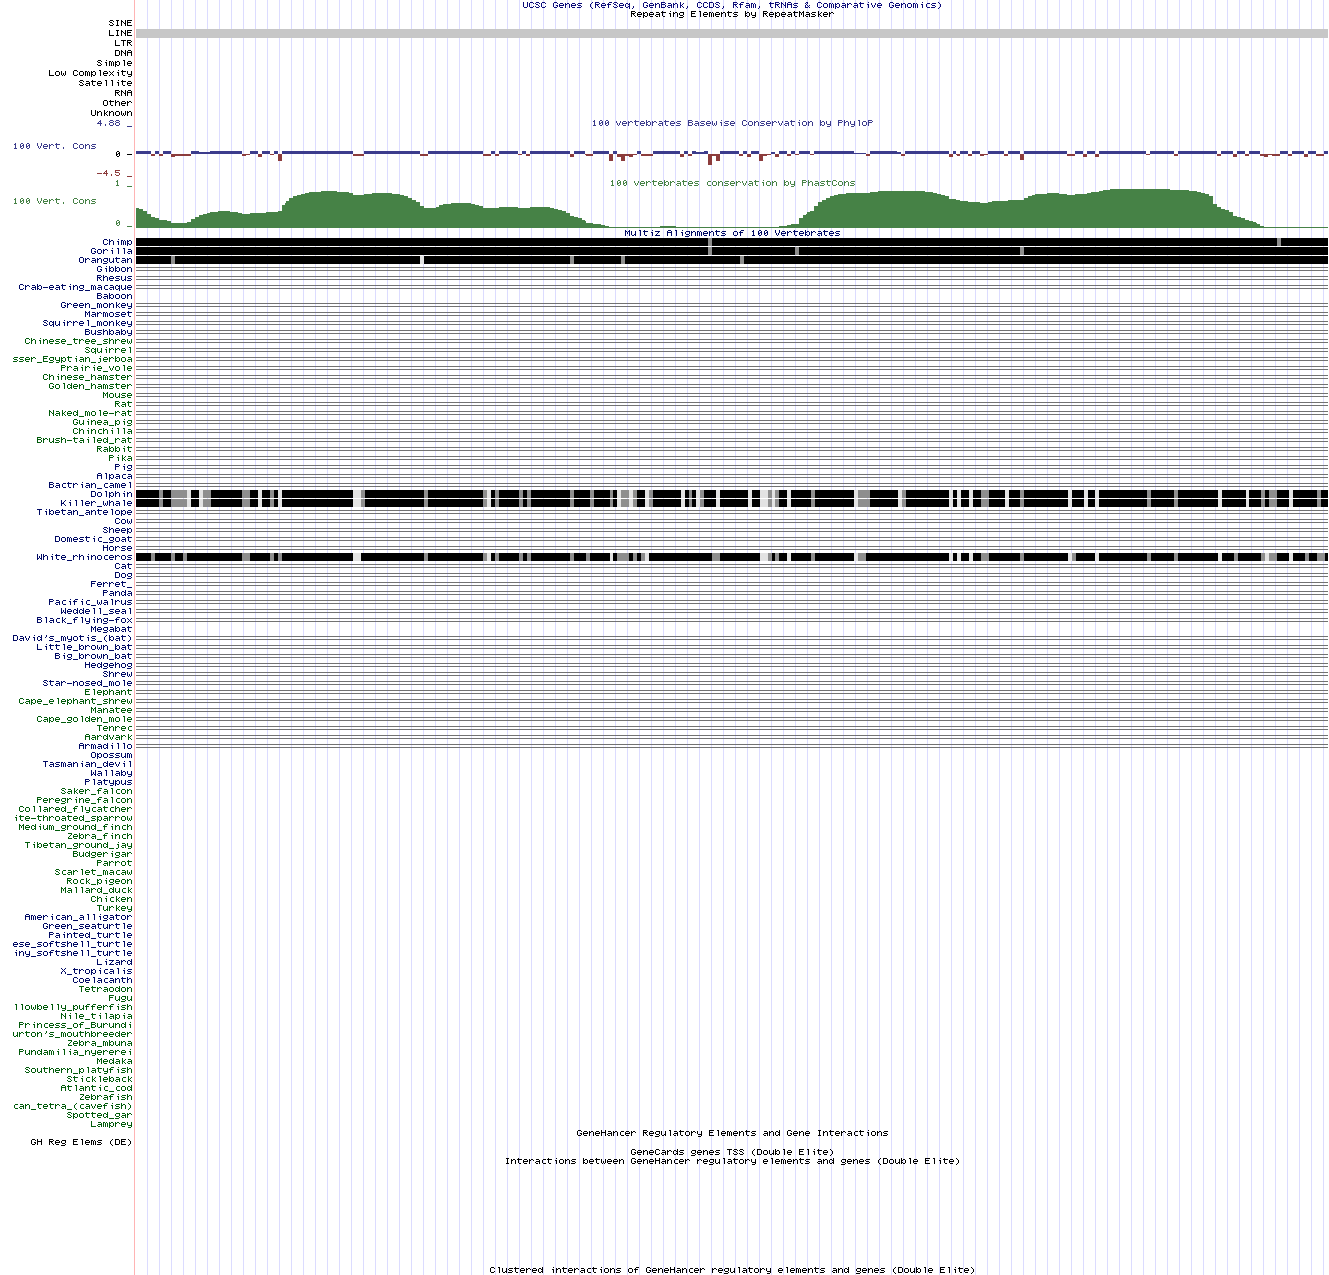 UCSC Genes (RefSeq, GenBank, CCDS, Rfam, tRNAs & Comparative Genomics)
Repeating Elements by RepeatMasker
SINE
LINE
LTR
DNA
Simple
Low Complexity
Satellite
RNA
Other
Unknown
100 vertebrates Basewise Conservation by PhyloP
4.88 _
100 Vert. Cons
0 _
-4.5 _
100 vertebrates conservation by PhastCons
1 _
100 Vert. Cons
0 _
Multiz Alignments of 100 Vertebrates
Chimp
Gorilla
Orangutan
Gibbon
Rhesus
Crab-eating_macaque
Baboon
Green_monkey
Marmoset
Squirrel_monkey
Bushbaby
Chinese_tree_shrew
Squirrel
sser_Egyptian_jerboa
Prairie_vole
Chinese_hamster
Golden_hamster
Mouse
Rat
Naked_mole-rat
Guinea_pig
Chinchilla
Brush-tailed_rat
Rabbit
Pika
Pig
Alpaca
Bactrian_camel
Dolphin
Killer_whale
Tibetan_antelope
Cow
Sheep
Domestic_goat
Horse
White_rhinoceros
Cat
Dog
Ferret_
Panda
Pacific_walrus
Weddell_seal
Black_flying-fox
Megabat
David's_myotis_(bat)
Little_brown_bat
Big_brown_bat
Hedgehog
Shrew
Star-nosed_mole
Elephant
Cape_elephant_shrew
Manatee
Cape_golden_mole
Tenrec
Aardvark
Armadillo
Opossum
Tasmanian_devil
Wallaby
Platypus
Saker_falcon
Peregrine_falcon
Collared_flycatcher
ite-throated_sparrow
Medium_ground_finch
Zebra_finch
Tibetan_ground_jay
Budgerigar
Parrot
Scarlet_macaw
Rock_pigeon
Mallard_duck
Chicken
Turkey
American_alligator
Green_seaturtle
Painted_turtle
ese_softshell_turtle
iny_softshell_turtle
Lizard
X_tropicalis
Coelacanth
Tetraodon
Fugu
llowbelly_pufferfish
Nile_tilapia
Princess_of_Burundi
urton's_mouthbreeder
Zebra_mbuna
Pundamilia_nyererei
Medaka
Southern_platyfish
Stickleback
Atlantic_cod
Zebrafish
can_tetra_(cavefish)
Spotted_gar
Lamprey
GeneHancer Regulatory Elements and Gene Interactions
GH Reg Elems (DE)
GeneCards genes TSS (Double Elite)
Interactions between GeneHancer regulatory elements and genes (Double Elite)
Clustered interactions of GeneHancer regulatory elements and genes (Double Elite)